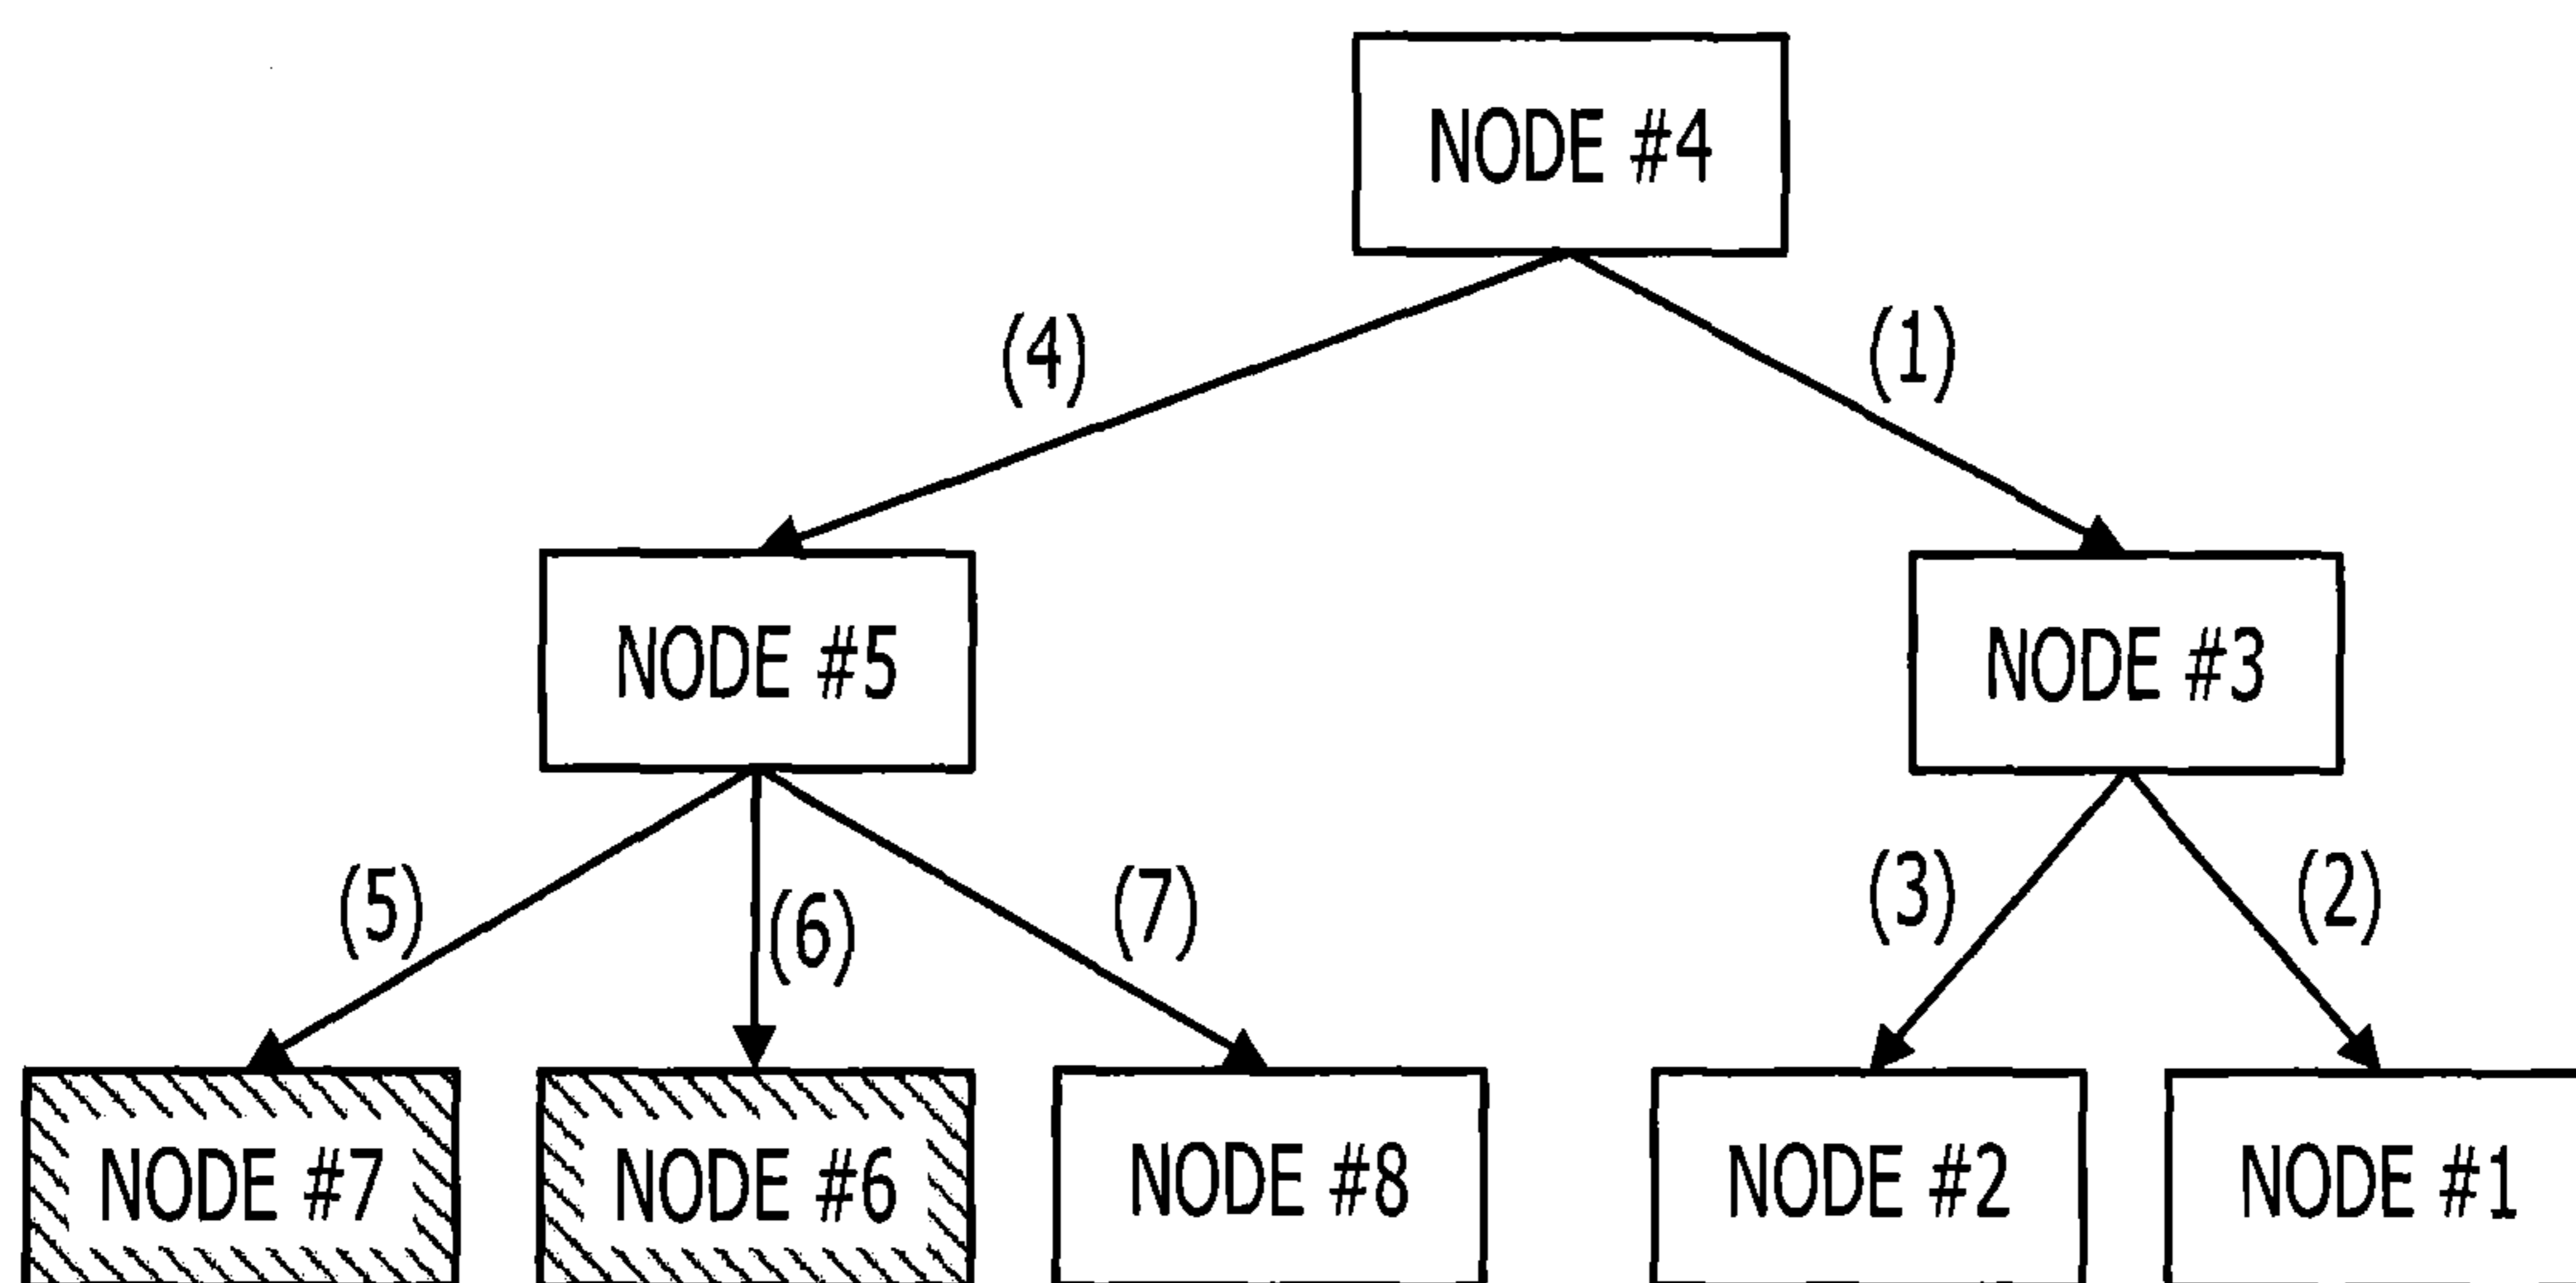 NODE #4
(4)
(1)
NODE #5
NODE #3
(5)
(6)
(7)
(3)
(2)
NODE #7
NODE #6
NODE #8
NODE #2
NODE #1